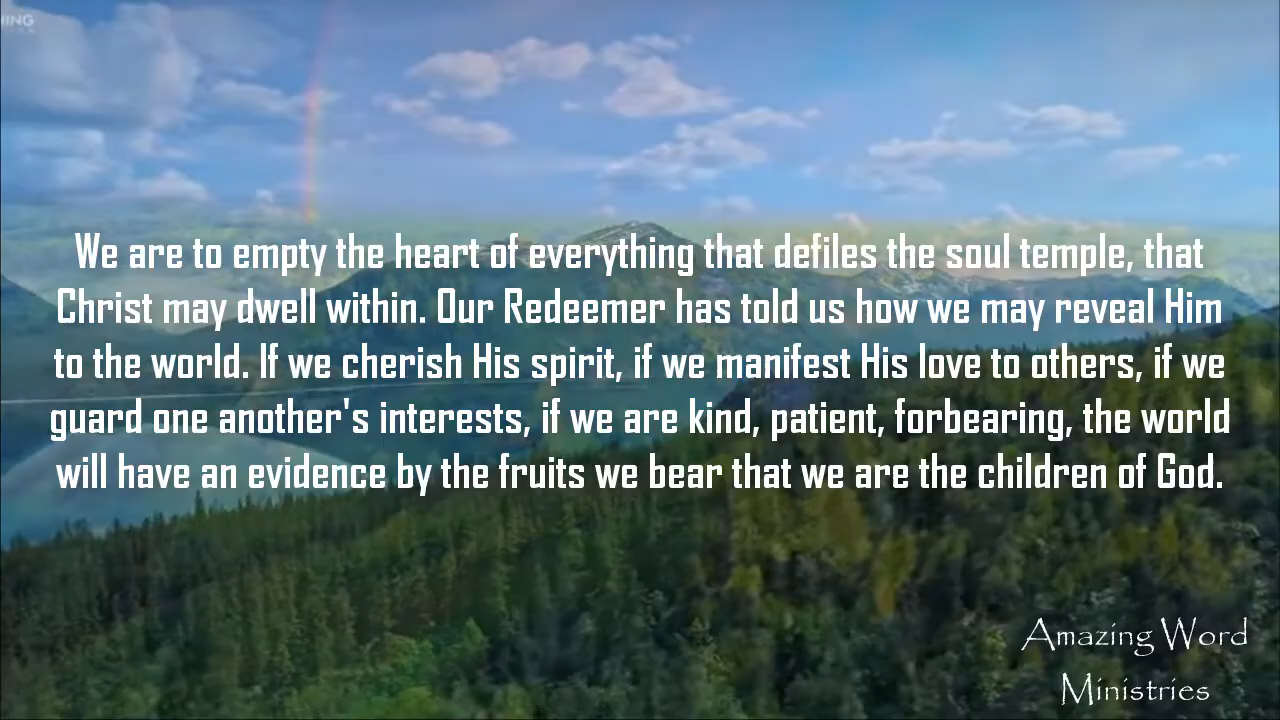 HING
We are to empty the heart of everything that defiles the soul temple, that
Christ may dwell within. Our Redeemer has told us how we may reveal Him
to the world. If we cherish His spirit, if we manifest His love to others, if we
guard one another's interests, if we are kind, patient, forbearing, the world
will have an evidence by the fruits we bear that we are the children of God.
Amazing Word
Ministries